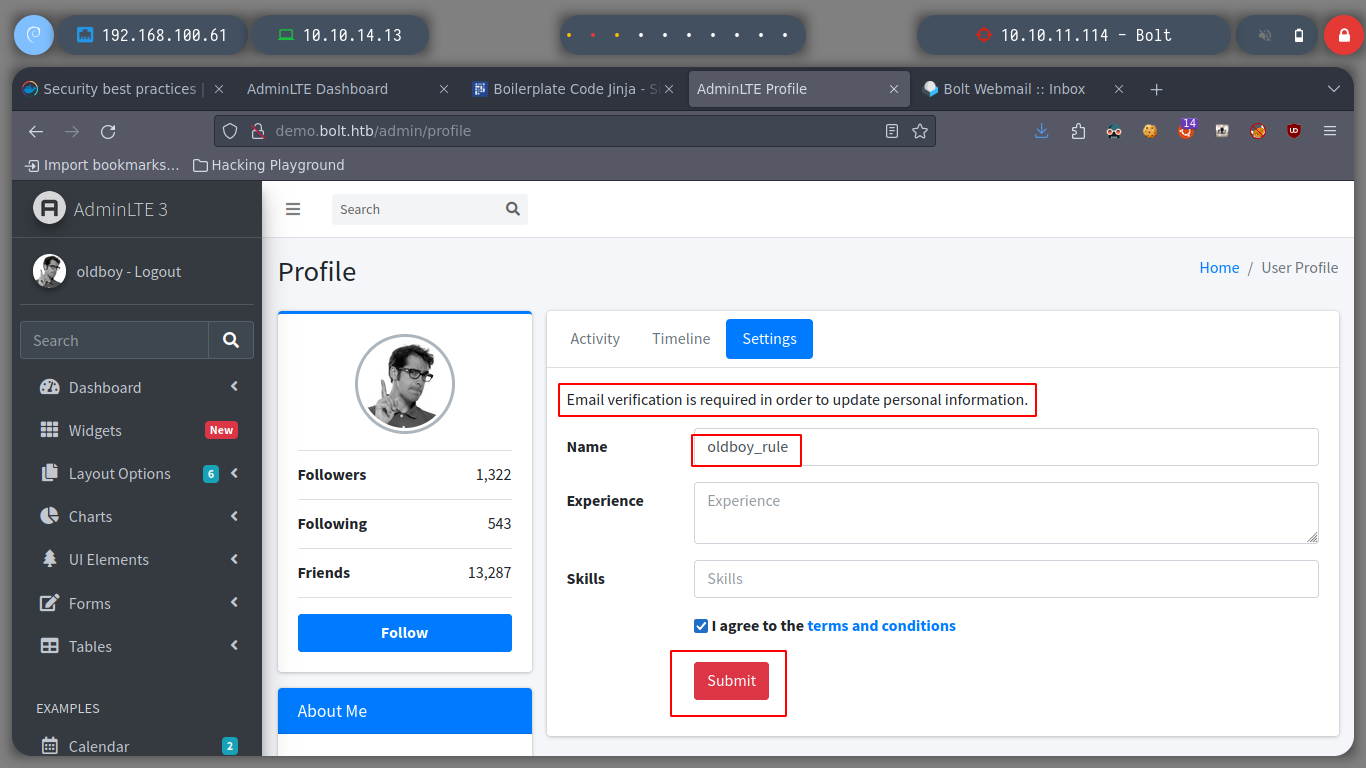 192.168.100.61
10.10.14.13
10.10.11.114 - Bolt
Security best practices |
AdminLTE Dashboard
Boilerplate Code Jinja - S
AdminLTE Profile
Bolt Webmail :: Inbox
demo.bolt.htb/admin/profile
14
Import bookmarks...
Hacking Playground
AdminLTE 3
Search
oldboy - Logout
Profile
Home / User Profile
Search
Activity
Timeline
Settings
Dashboard
Email verification is required in order to update personal information.
Widgets
New
Name
oldboy_rule
Layout Options
6
Followers
1,322
Experience
Experience
Charts
Following
543
UI Elements
Friends
13,287
Skills
Skills
Forms
Follow
I agree to the terms and conditions
Tables
Submit
EXAMPLES
About Me
Calendar
2